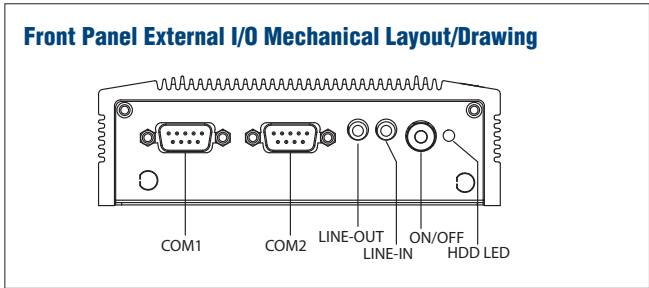 Front Panel External I/O Mechanical Layout/Drawing
COM1
COM2
LINE-OUT
LINE-IN
ON/OFF
HDD LED